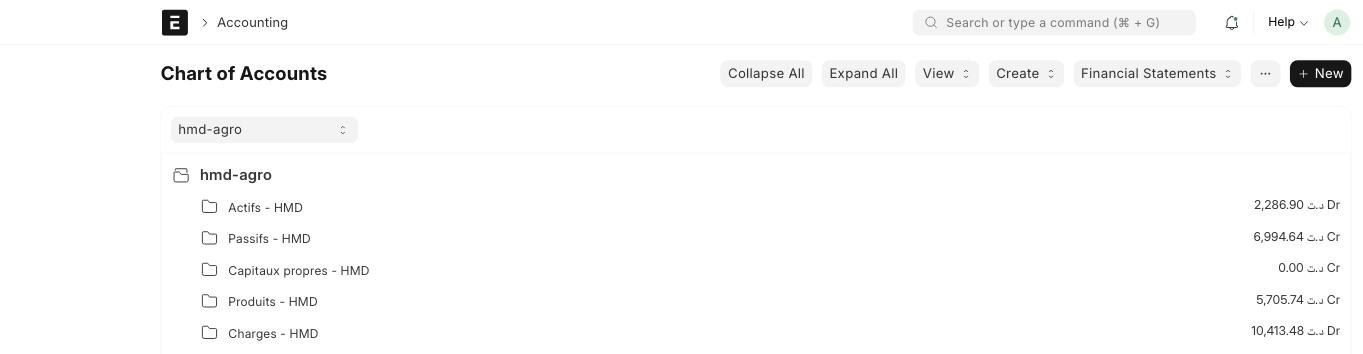 E > Accounting Search or type a command (⌘ + G) Help A
Chart of Accounts Collapse All Expand All View Create Financial Statements ... + New
hmd-agro
hmd-agro
Actifs - HMD 2,286.90 د.ت Dr
Passifs - HMD 6,994.64 د.ت Cr
Capitaux propres - HMD 0.00 د.ت Cr
Produits - HMD 5,705.74 د.ت Cr
Charges - HMD 10,413.48 د.ت Dr